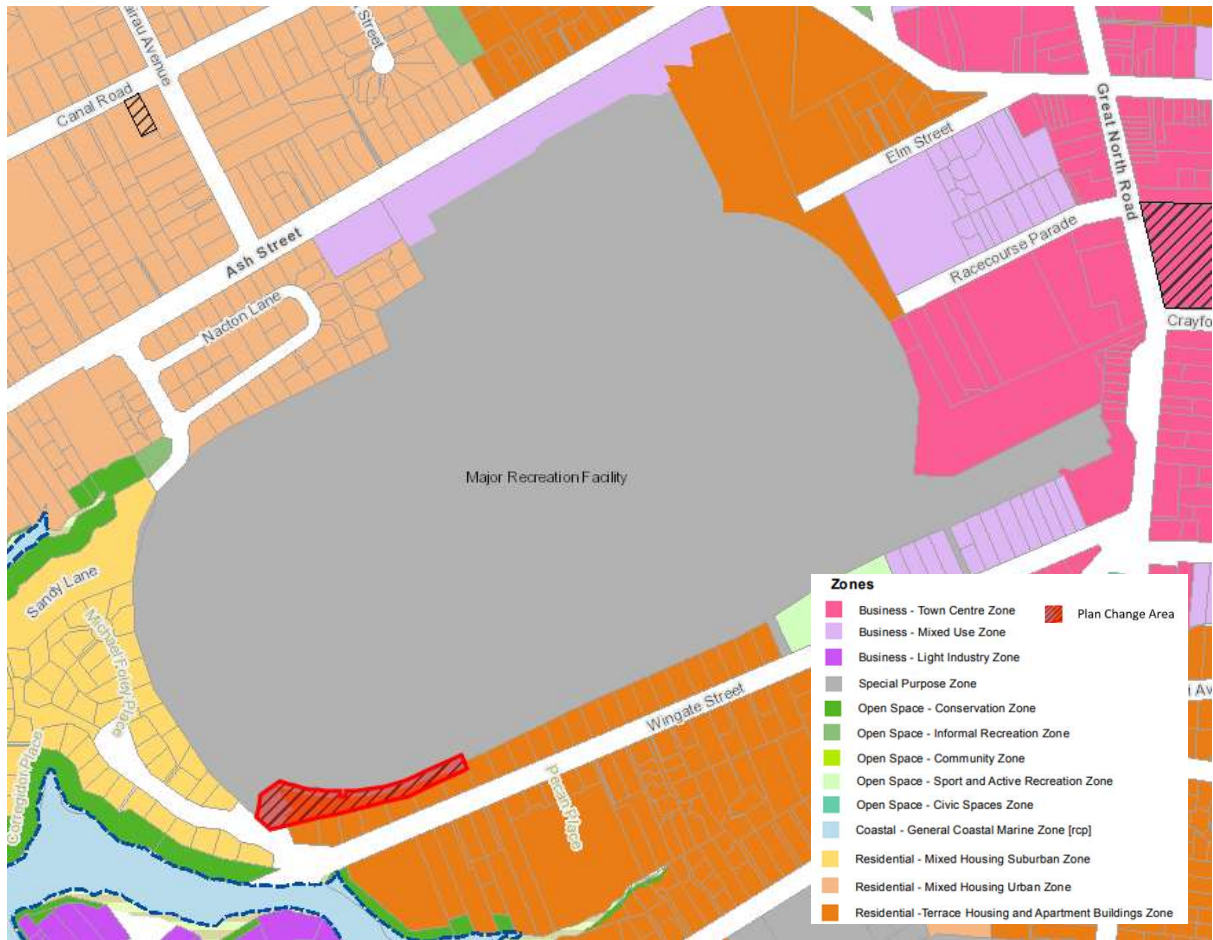 airau Avenue
Street
Canal Road
Great North Road
Elm Street
Ash Street
Racecourse Parade
Nacton Lane
Crayfo
Major Recreation Facility
Sandy Lane
Michael Foley Place
Corregidor Place
Wingate Street
Pecan Place
i Av
Zones
Business - Town Centre Zone
Plan Change Area
Business - Mixed Use Zone
Business - Light Industry Zone
Special Purpose Zone
Open Space - Conservation Zone
Open Space - Informal Recreation Zone
Open Space - Community Zone
Open Space - Sport and Active Recreation Zone
Open Space - Civic Spaces Zone
Coastal - General Coastal Marine Zone [rcp]
Residential - Mixed Housing Suburban Zone
Residential - Mixed Housing Urban Zone
Residential -Terrace Housing and Apartment Buildings Zone